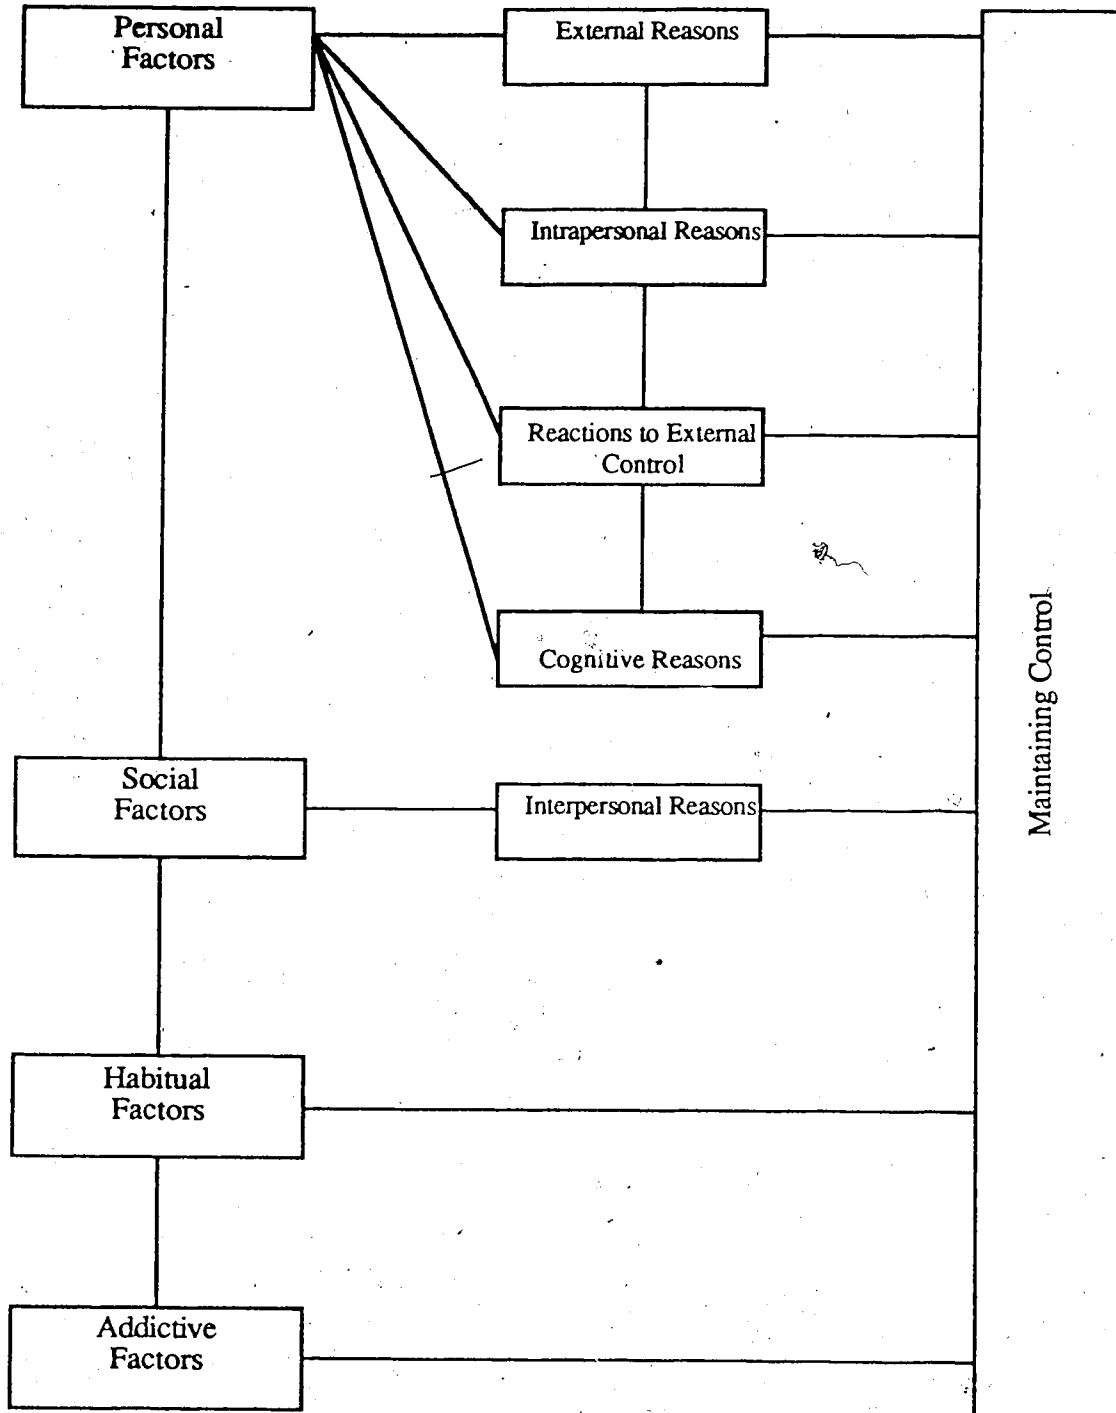 Personal
Factors
External Reasons
Intrapersonal Reasons
Reactions to External
Control
Cognitive Reasons
Social
Factors
Interpersonal Reasons
Habitual
Factors
Addictive
Factors
Maintaining Control